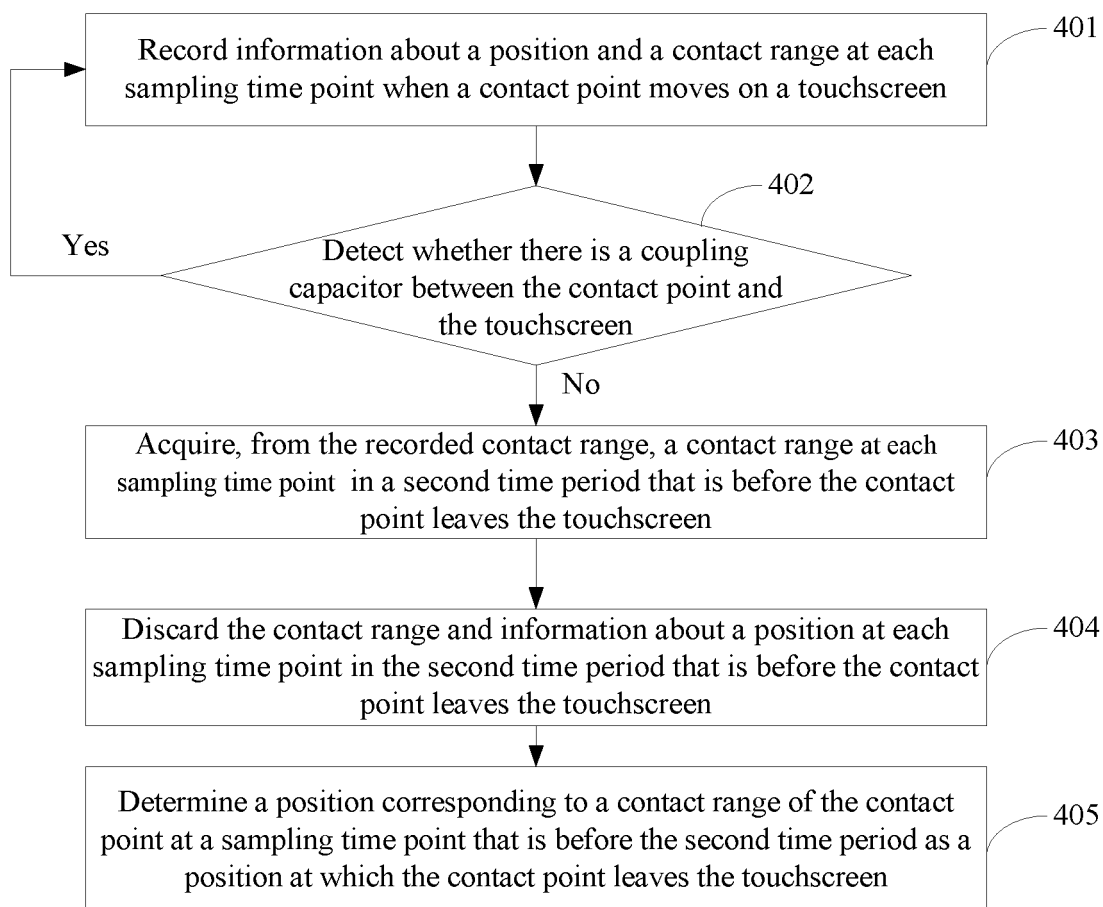 Record information about a position and a contact range at each
sampling time point when a contact point moves on a touchscreen
401
402
Yes
Detect whether there is a coupling
capacitor between the contact point and
the touchscreen
No
Acquire, from the recorded contact range, a contact range at each
sampling time point in a second time period that is before the contact
point leaves the touchscreen
403
Discard the contact range and information about a position at each
sampling time point in the second time period that is before the contact
point leaves the touchscreen
404
Determine a position corresponding to a contact range of the contact
point at a sampling time point that is before the second time period as a
position at which the contact point leaves the touchscreen
405